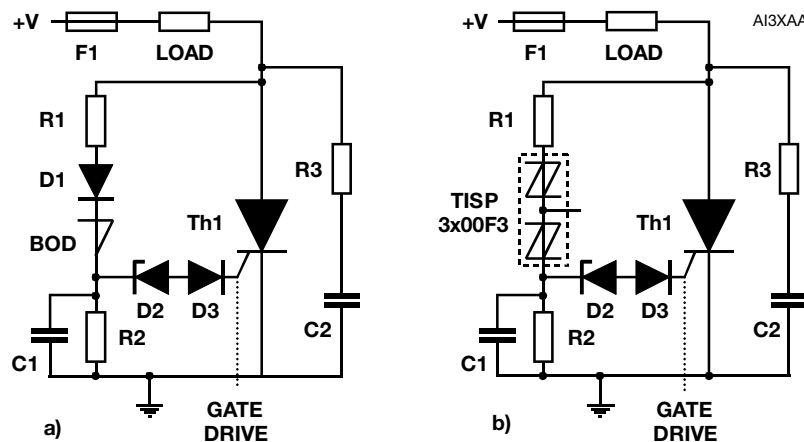 +V
F1
LOAD
R1
D1
BOD
Th1
R3
D2
D3
C1
R2
C2
a)
GATE
DRIVE
AI3XAA
+V
F1
LOAD
R1
TISP
3x00F3
Th1
R3
D2
D3
C1
R2
C2
b)
GATE
DRIVE